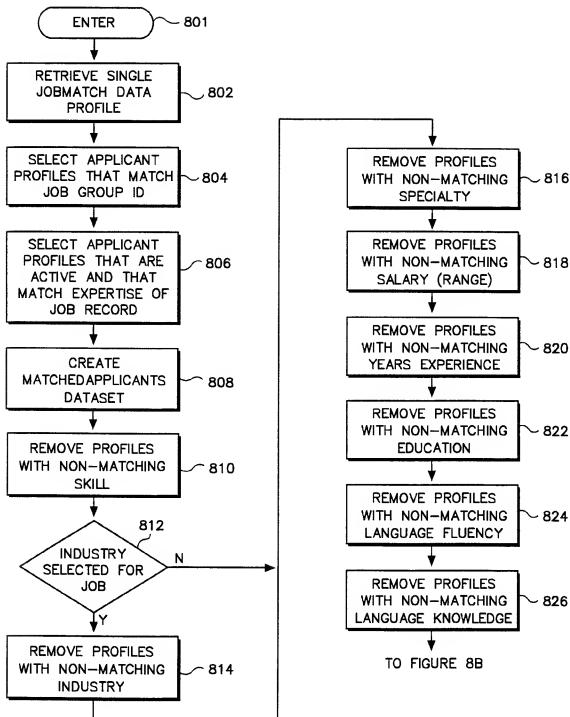 ENTER
801
RETRIEVE SINGLE
JOBMATCH DATA
PROFILE
802
SELECT APPLICANT
PROFILES THAT MATCH
JOB GROUP ID
804
SELECT APPLICANT
PROFILES THAT ARE
ACTIVE AND THAT
MATCH EXPERTISE OF
JOB RECORD
806
CREATE
MATCHEDAPPLICANTS
DATASET
808
REMOVE PROFILES
WITH NON-MATCHING
SKILL
810
812
INDUSTRY
SELECTED FOR
JOB
N
Y
REMOVE PROFILES
WITH NON-MATCHING
INDUSTRY
814
REMOVE PROFILES
WITH NON-MATCHING
SPECIALTY
816
REMOVE PROFILES
WITH NON-MATCHING
SALARY (RANGE)
818
REMOVE PROFILES
WITH NON-MATCHING
YEARS EXPERIENCE
820
REMOVE PROFILES
WITH NON-MATCHING
EDUCATION
822
REMOVE PROFILES
WITH NON-MATCHING
LANGUAGE FLUENCY
824
REMOVE PROFILES
WITH NON-MATCHING
LANGUAGE KNOWLEDGE
826
TO FIGURE 8B